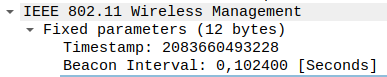 IEEE 802.11 Wireless Management
Fixed parameters (12 bytes)
Timestamp: 2083660493228
Beacon Interval: 0,102400 [Seconds]